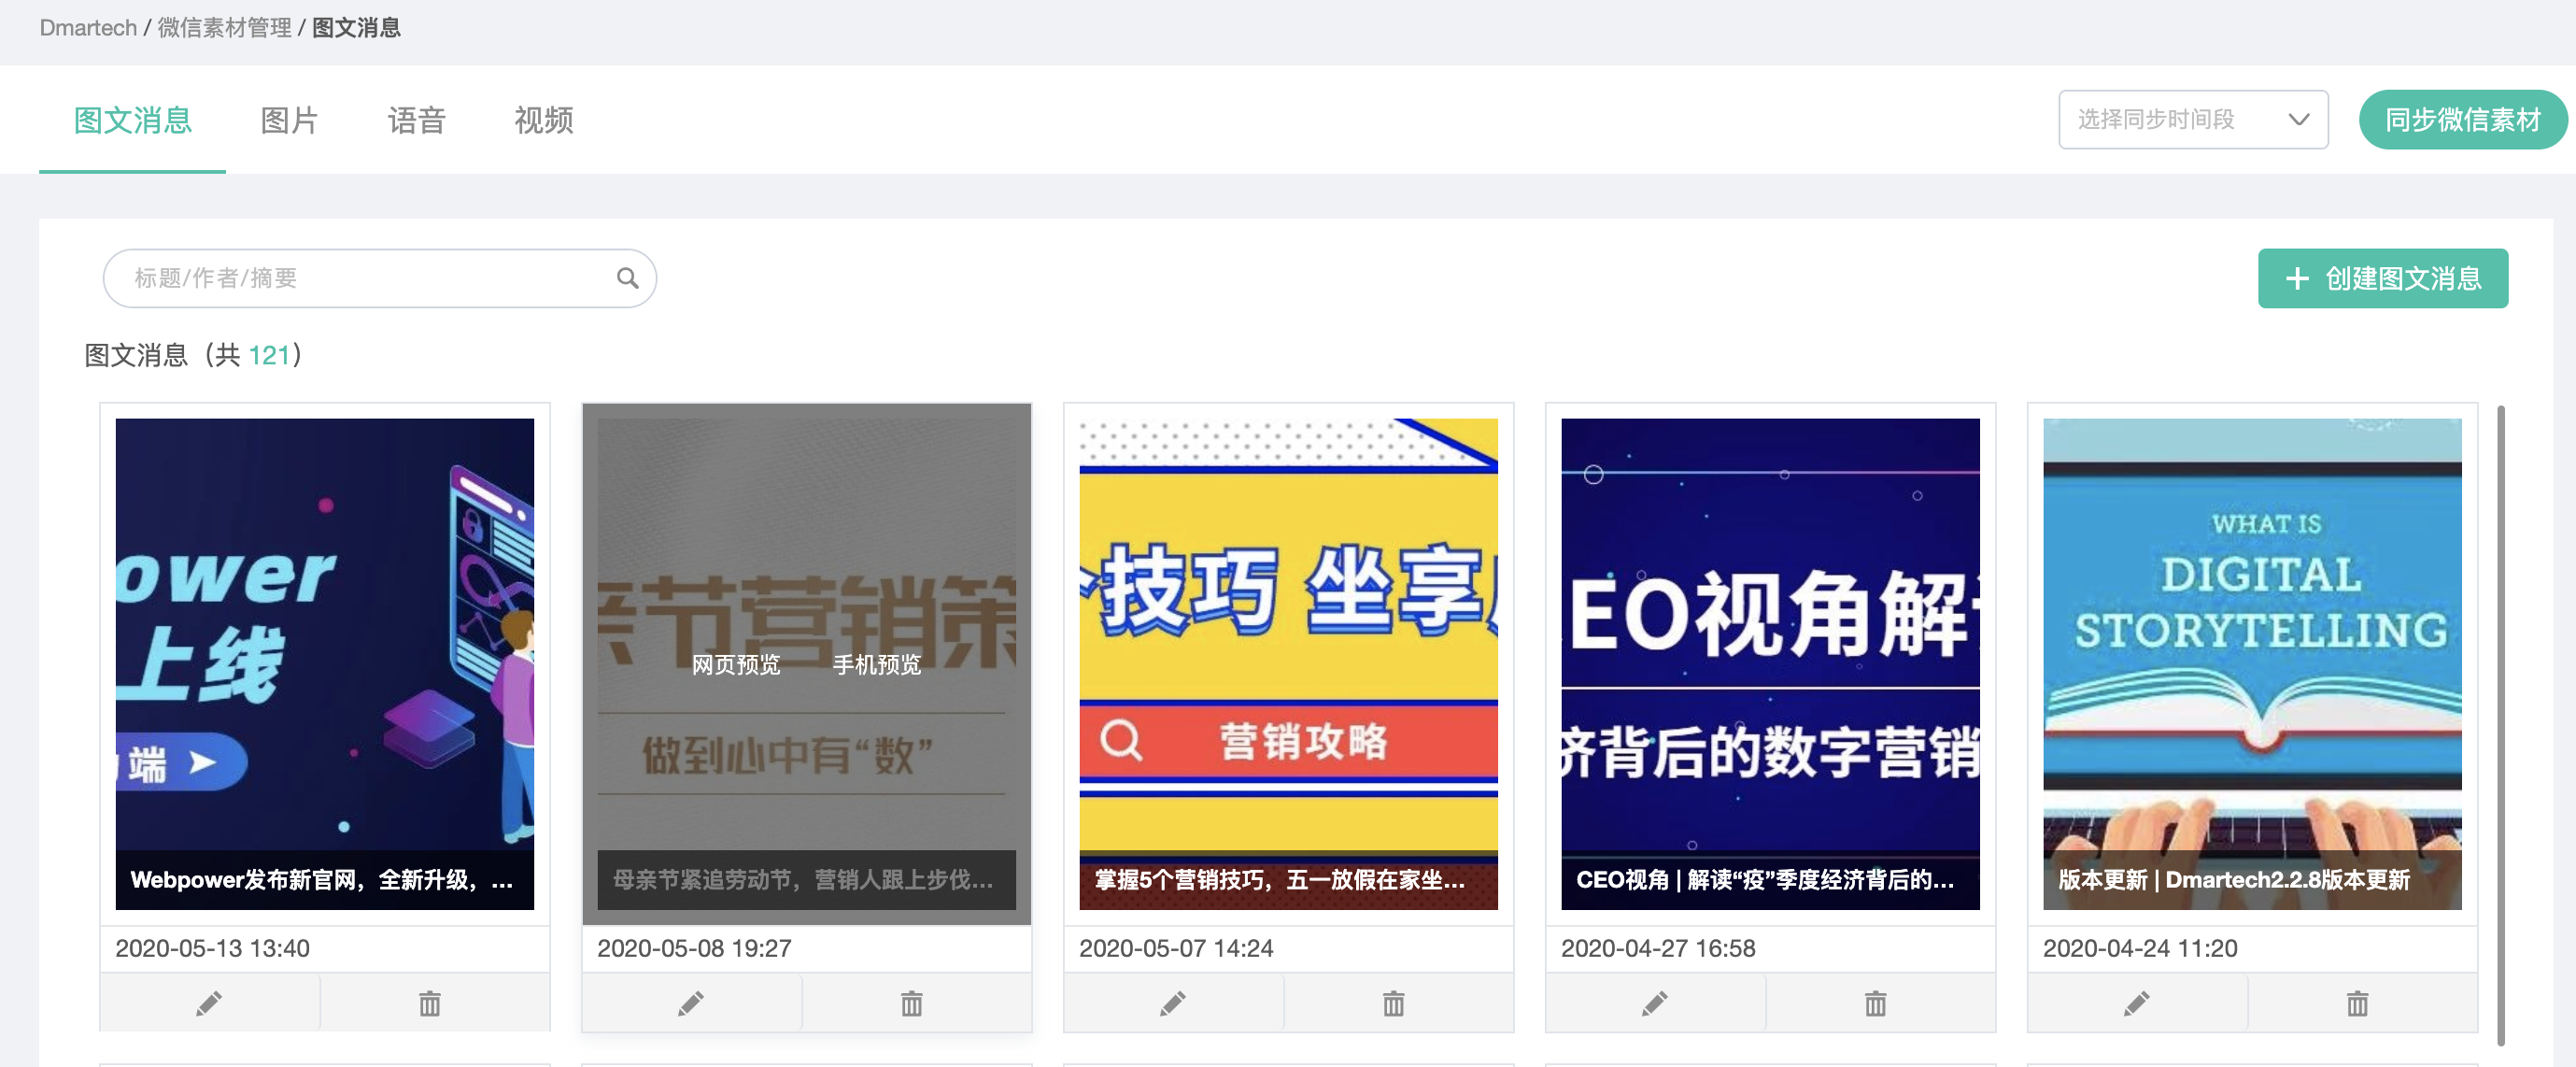 Dmartech / 微信素材管理 / 图文消息
图文消息 图片 语音 视频 选择同步时间段 同步微信素材
标题/作者/摘要 创建图文消息
图文消息（共 121）
ower
上线
端
Webpower发布新官网，全新升级，...
2020-05-13 13:40
亲节营销策
网页预览 手机预览
做到心中有“数”
母亲节紧追劳动节，营销人跟上步伐...
2020-05-08 19:27
个技巧 坐享
营销攻略
掌握5个营销技巧，五一放假在家坐...
2020-05-07 14:24
EO视角解
济背后的数字营销
CEO视角 | 解读“疫”季度经济背后的...
2020-04-27 16:58
WHAT IS
DIGITAL
STORYTELLING
版本更新 | Dmartech2.2.8版本更新
2020-04-24 11:20